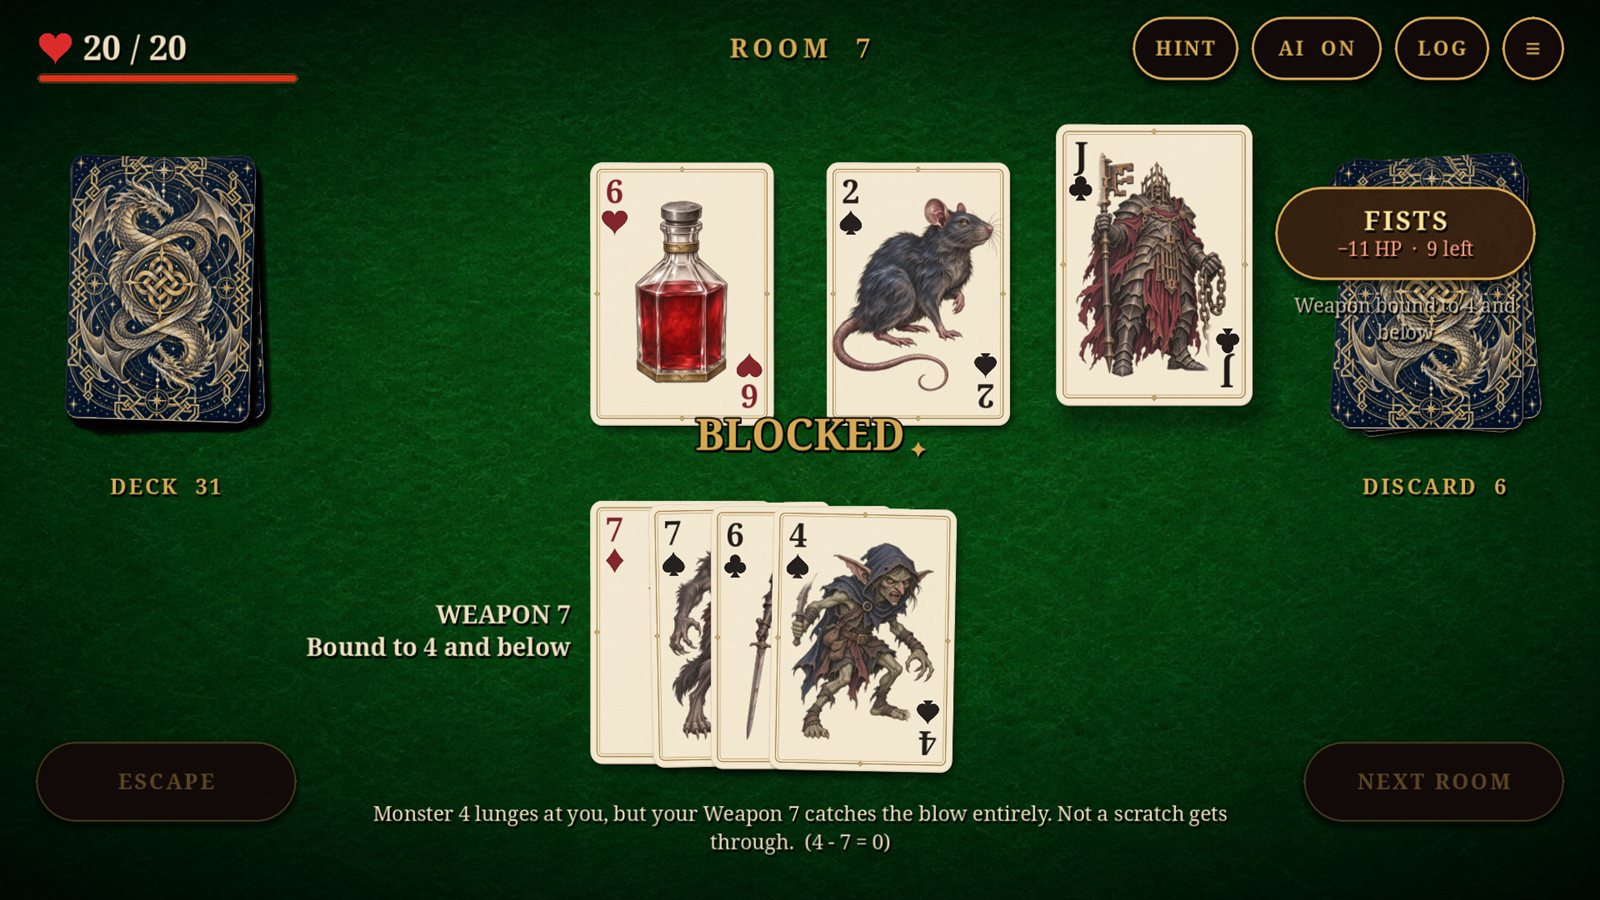 20 / 20
ROOM 7
HINT
AI ON
LOG
≡
6
9
2
2
J
J
FISTS
−11 HP · 9 left
Weapon bound to 4 and
below
BLOCKED
DECK 31
DISCARD 6
7
7
6
4
4
WEAPON 7
Bound to 4 and below
ESCAPE
NEXT ROOM
Monster 4 lunges at you, but your Weapon 7 catches the blow entirely. Not a scratch gets
through. (4 - 7 = 0)